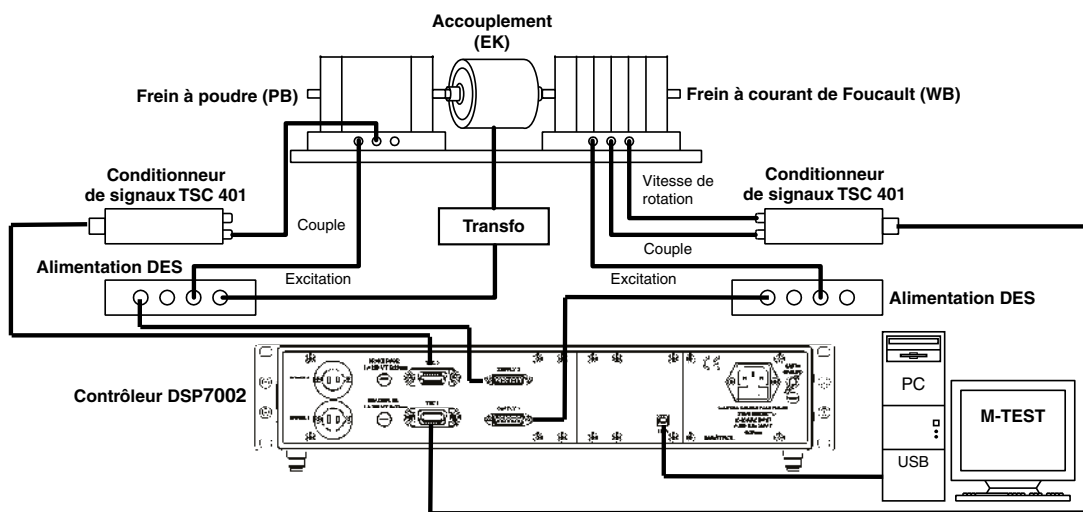 Accouplement
(EK)
Frein à poudre (PB)
Frein à courant de Foucault (WB)
Conditionneur
de signaux TSC 401
Vitesse de
rotation
Conditionneur
de signaux TSC 401
Couple
Transfo
Couple
Alimentation DES
Excitation
Excitation
Alimentation DES
Contrôleur DSP7002
PC
M-TEST
USB